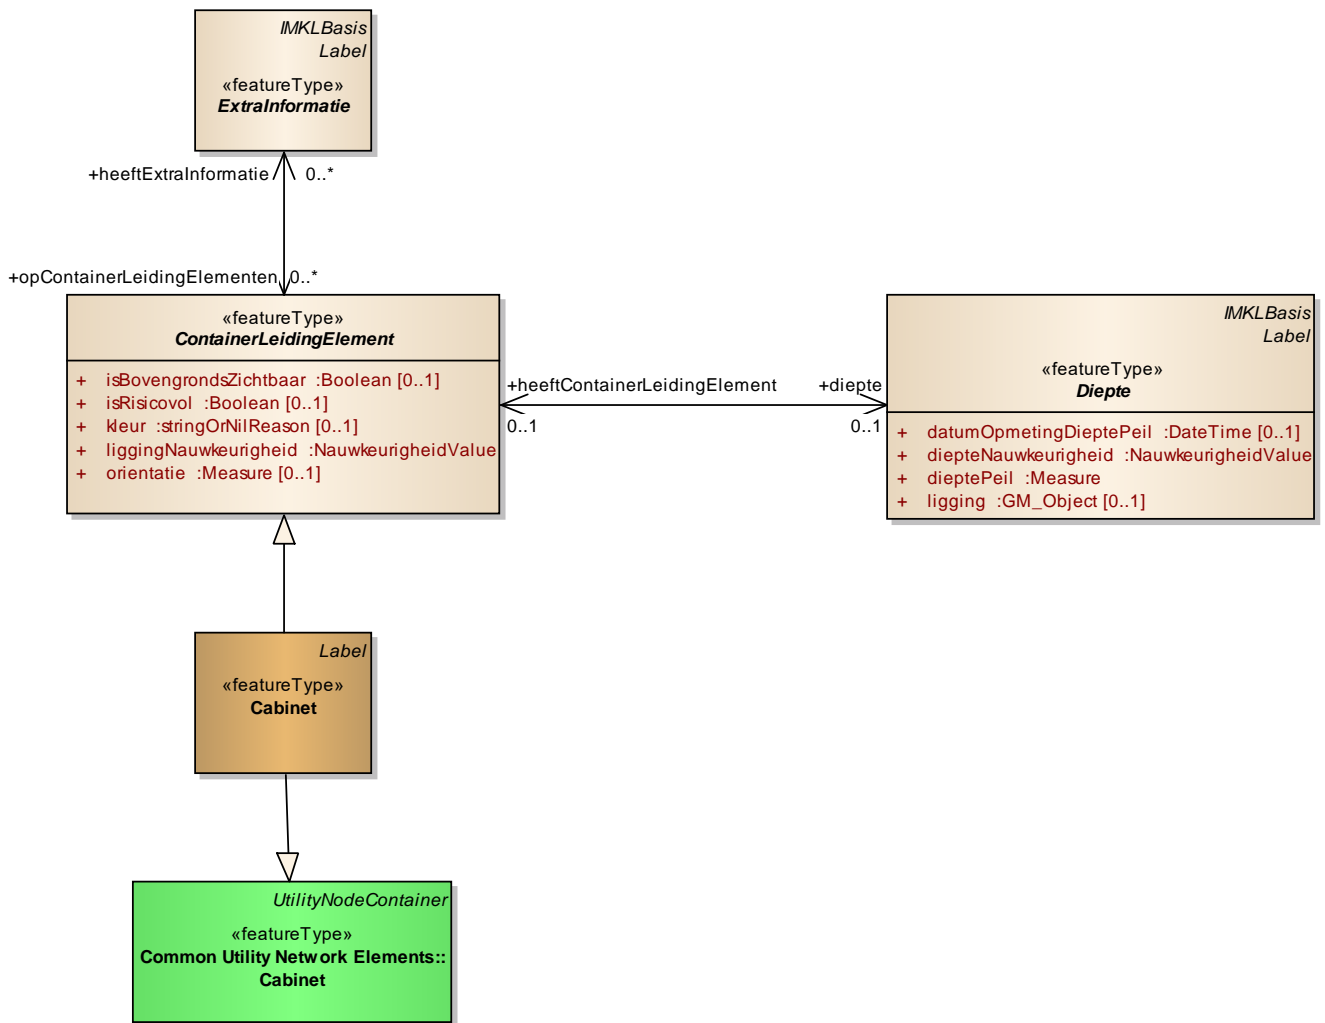 IMKLBasis
Label
«featureType»
ExtraInformatie
+heeftExtraInformatie 0..*
+opContainerLeidingElementen 0..*
«featureType»
ContainerLeidingElement
+ isBovengrondsZichtbaar :Boolean [0..1]
+ isRisicovol :Boolean [0..1]
+ kleur :stringOrNilReason [0..1]
+ liggingNauwkeurigheid :NauwkeurigheidValue
+ orientatie :Measure [0..1]
+heeftContainerLeidingElement +diepte
0..1 0..1
IMKLBasis
Label
«featureType»
Diepte
+ datumOpmetingDieptePeil :DateTime [0..1]
+ diepteNauwkeurigheid :NauwkeurigheidValue
+ dieptePeil :Measure
+ ligging :GM_Object [0..1]
Label
«featureType»
Cabinet
UtilityNodeContainer
«featureType»
Common Utility Network Elements::
Cabinet